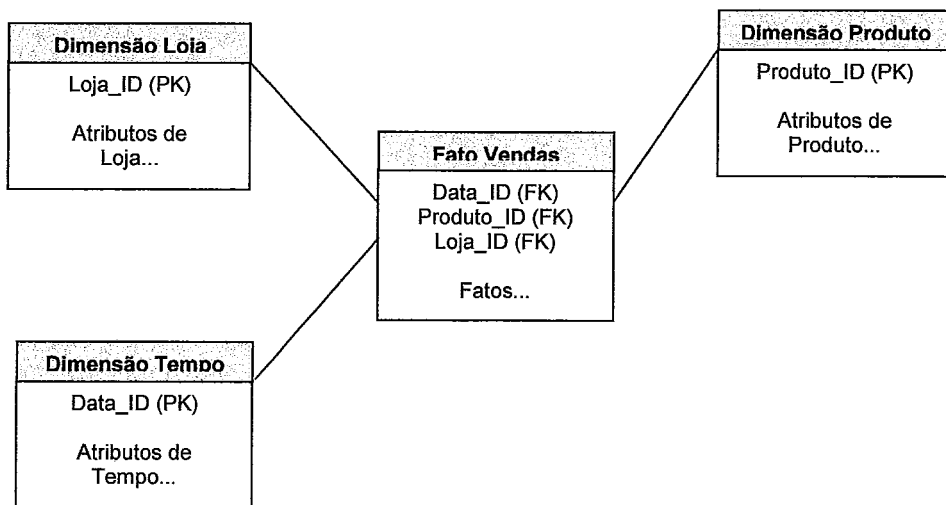 Dimensão Loja
Loja_ID (PK)
Atributos de
Loja...
Dimensão Produto
Produto_ID (PK)
Atributos de
Produto...
Fato Vendas
Data_ID (FK)
Produto_ID (FK)
Loja_ID (FK)
Fatos...
Dimensão Tempo
Data_ID (PK)
Atributos de
Tempo...